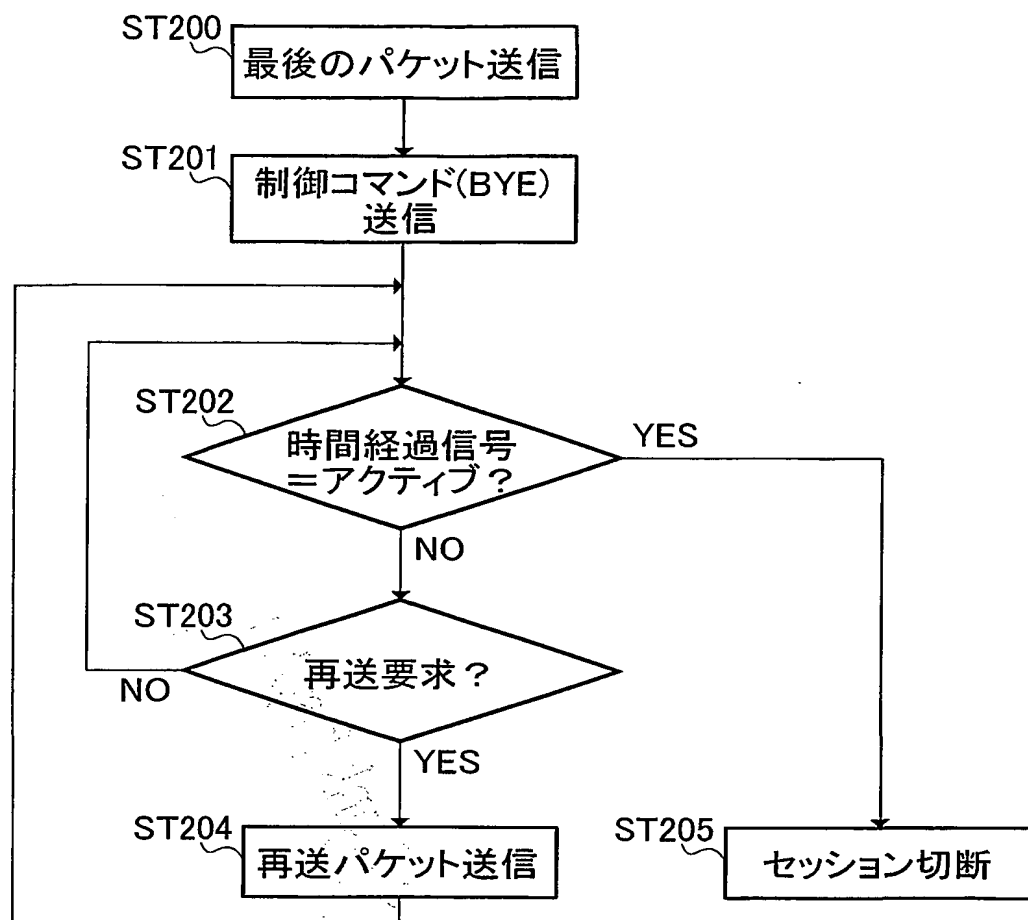 ST200
最後のパケット送信
ST201
制御コマンド(BYE)
送信
ST202
時間経過信号
=アクティブ?
YES
NO
ST203
再送要求?
NO
YES
ST204
再送パケット送信
ST205
セッション切断